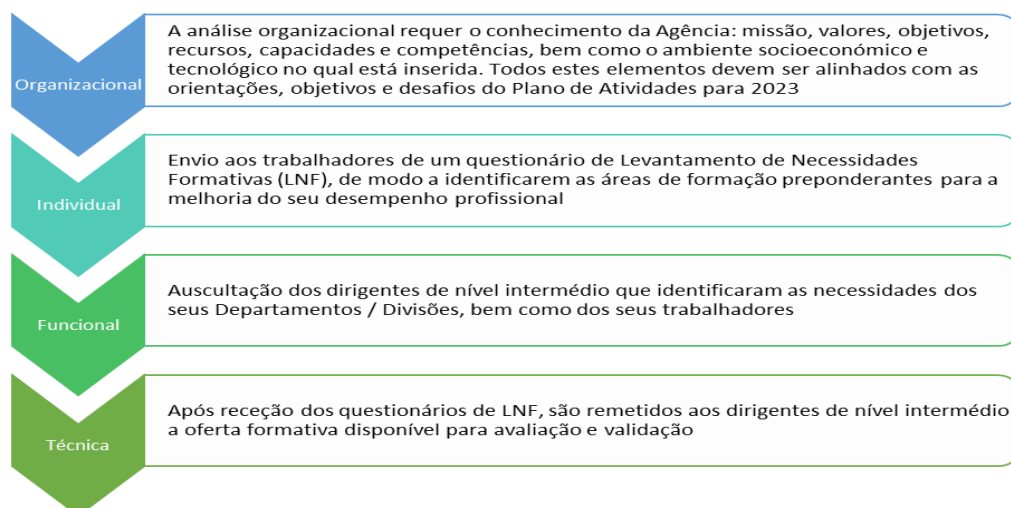 Organizacional
A análise organizacional requer o conhecimento da Agência: missão, valores, objetivos,
recursos, capacidades e competências, bem como o ambiente socioeconómico e
tecnológico no qual está inserida. Todos estes elementos devem ser alinhados com as
orientações, objetivos e desafios do Plano de Atividades para 2023
Individual
Envio aos trabalhadores de um questionário de Levantamento de Necessidades
Formativas (LNF), de modo a identificarem as áreas de formação preponderantes para a
melhoria do seu desempenho profissional
Funcional
Auscultação dos dirigentes de nível intermédio que identificaram as necessidades dos
seus Departamentos / Divisões, bem como dos seus trabalhadores
Técnica
Após receção dos questionários de LNF, são remetidos aos dirigentes de nível intermédio
a oferta formativa disponível para avaliação e validação